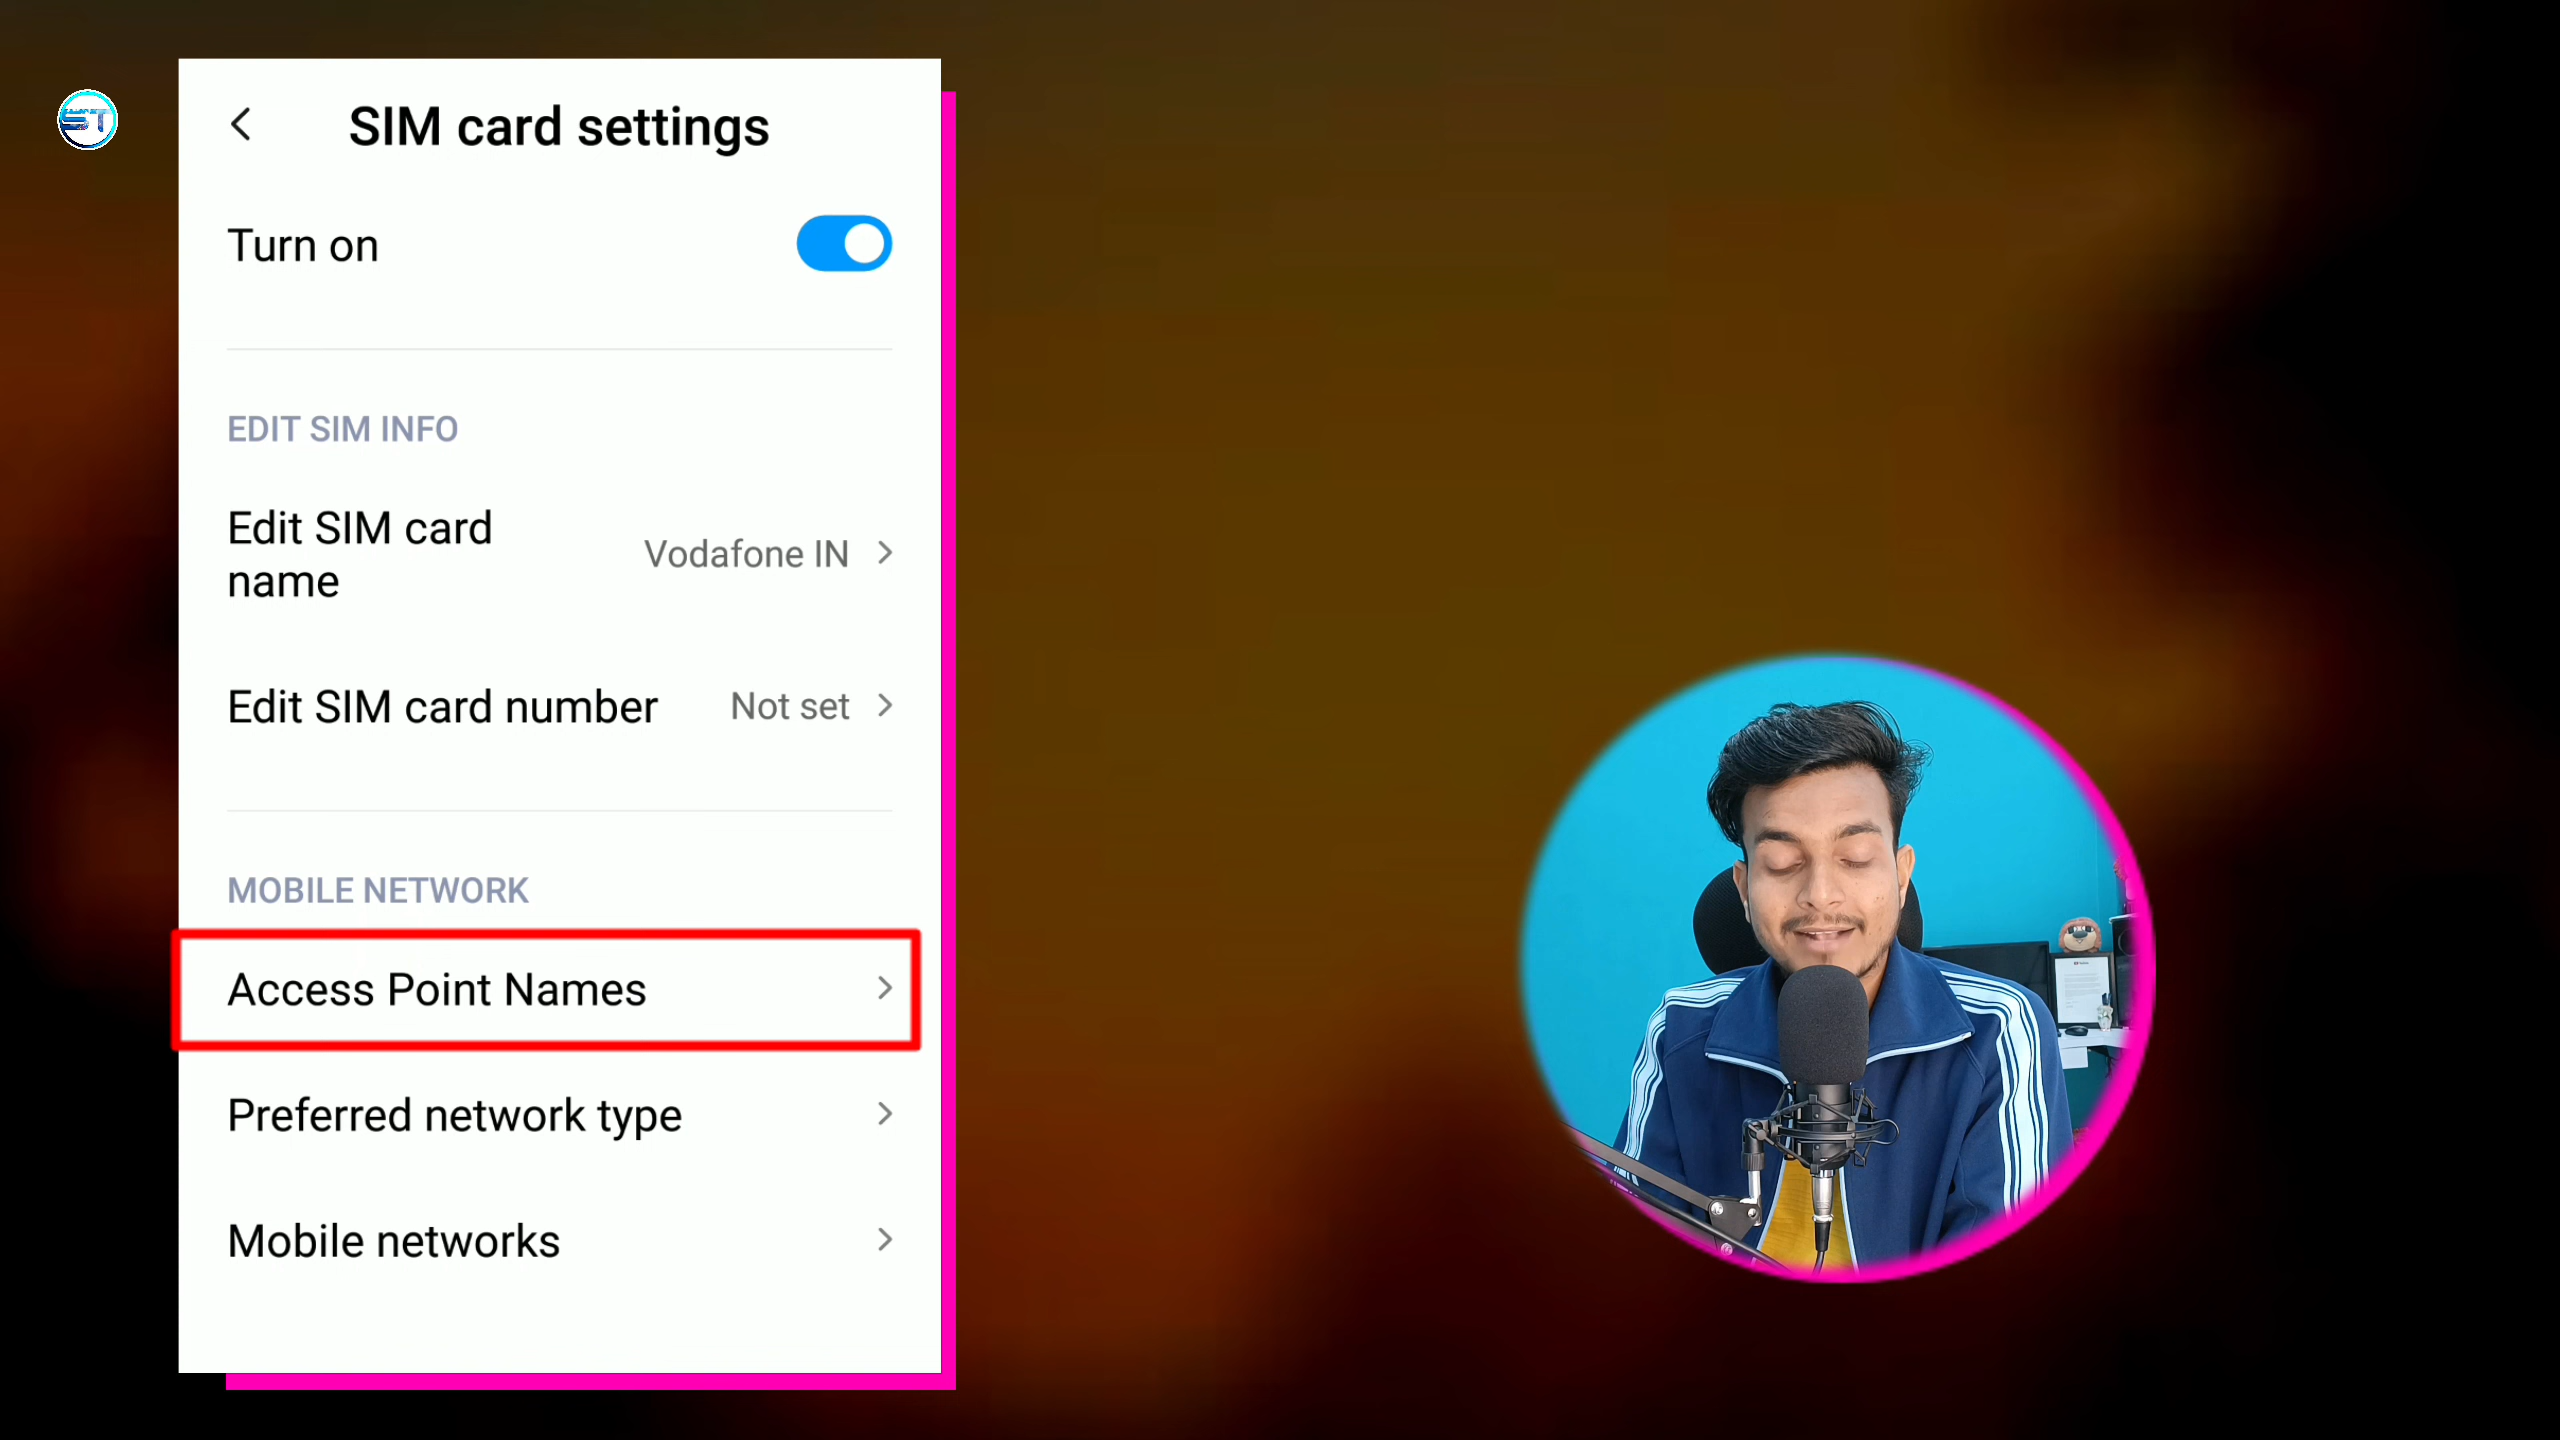 ST
SIM card settings
Turn on
EDIT SIM INFO
Edit SIM card
name
Vodafone IN
Edit SIM card number
Not set
MOBILE NETWORK
Access Point Names
Preferred network type
Mobile networks